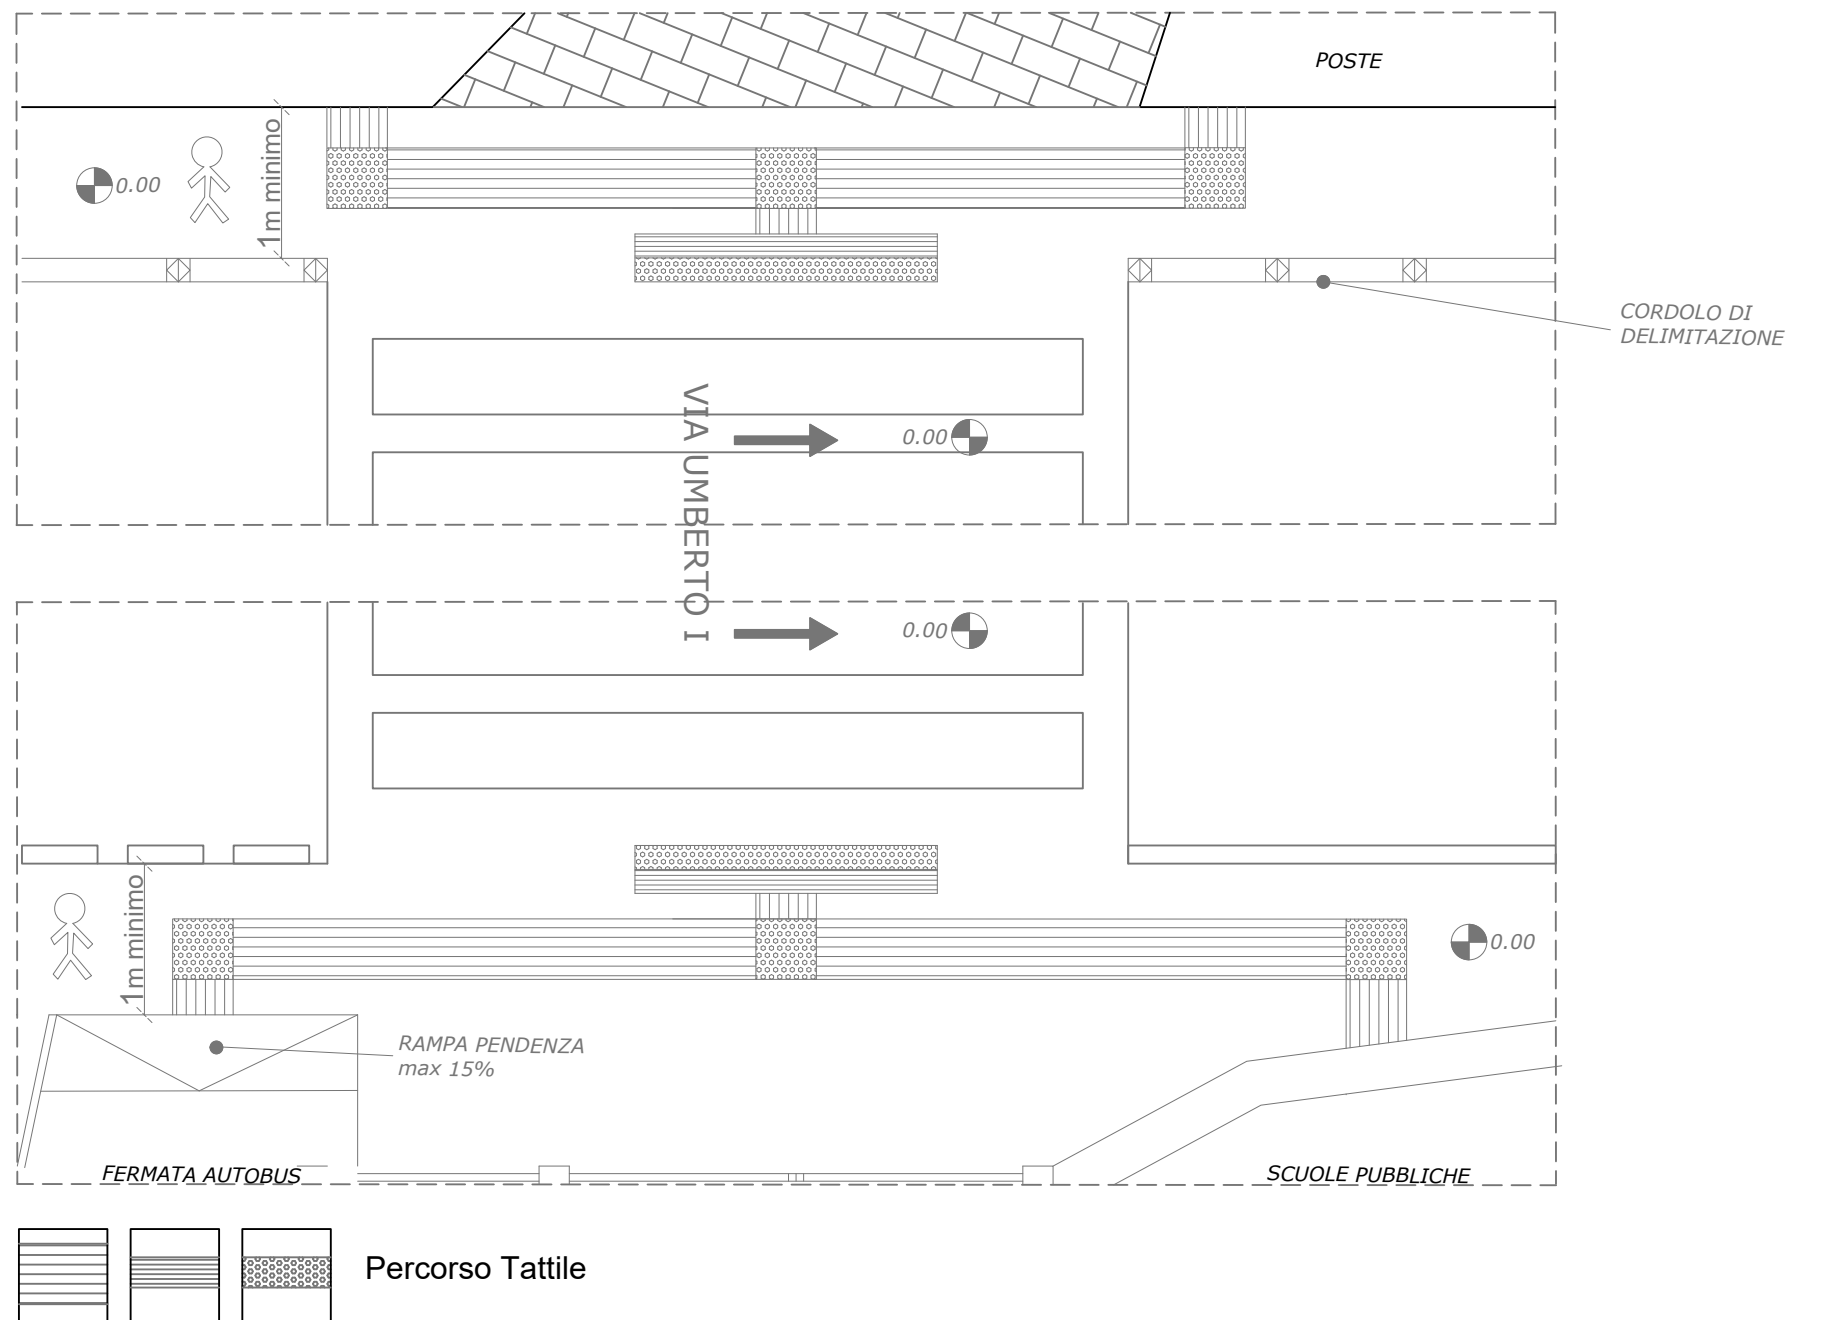 POSTE
1m minimo
0.00
CORDOLO DI
DELIMITAZIONE
VIA UMBERTO I
0.00
0.00
1m minimo
0.00
RAMPA PENDENZA
max 15%
FERMATA AUTOBUS
SCUOLE PUBBLICHE
Percorso Tattile